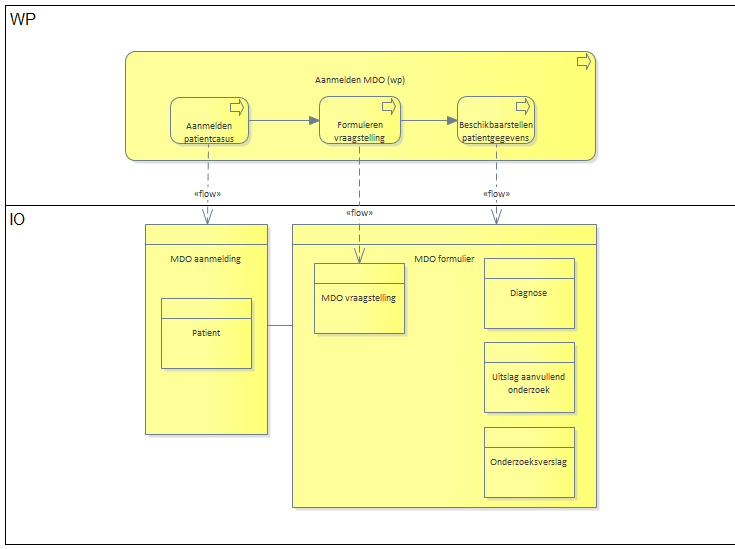 WP
Aanmelden MDO (wp)
Aanmelden
patientcasus
Formuleren
vraagstelling
Beschikbaarstellen
patientgegevens
«flow»
«flow»
«flow»
IO
MDO aanmelding
Patient
MDO formulier
MDO vraagstelling
Diagnose
Uitslag aanvullend
onderzoek
Onderzoeksverslag